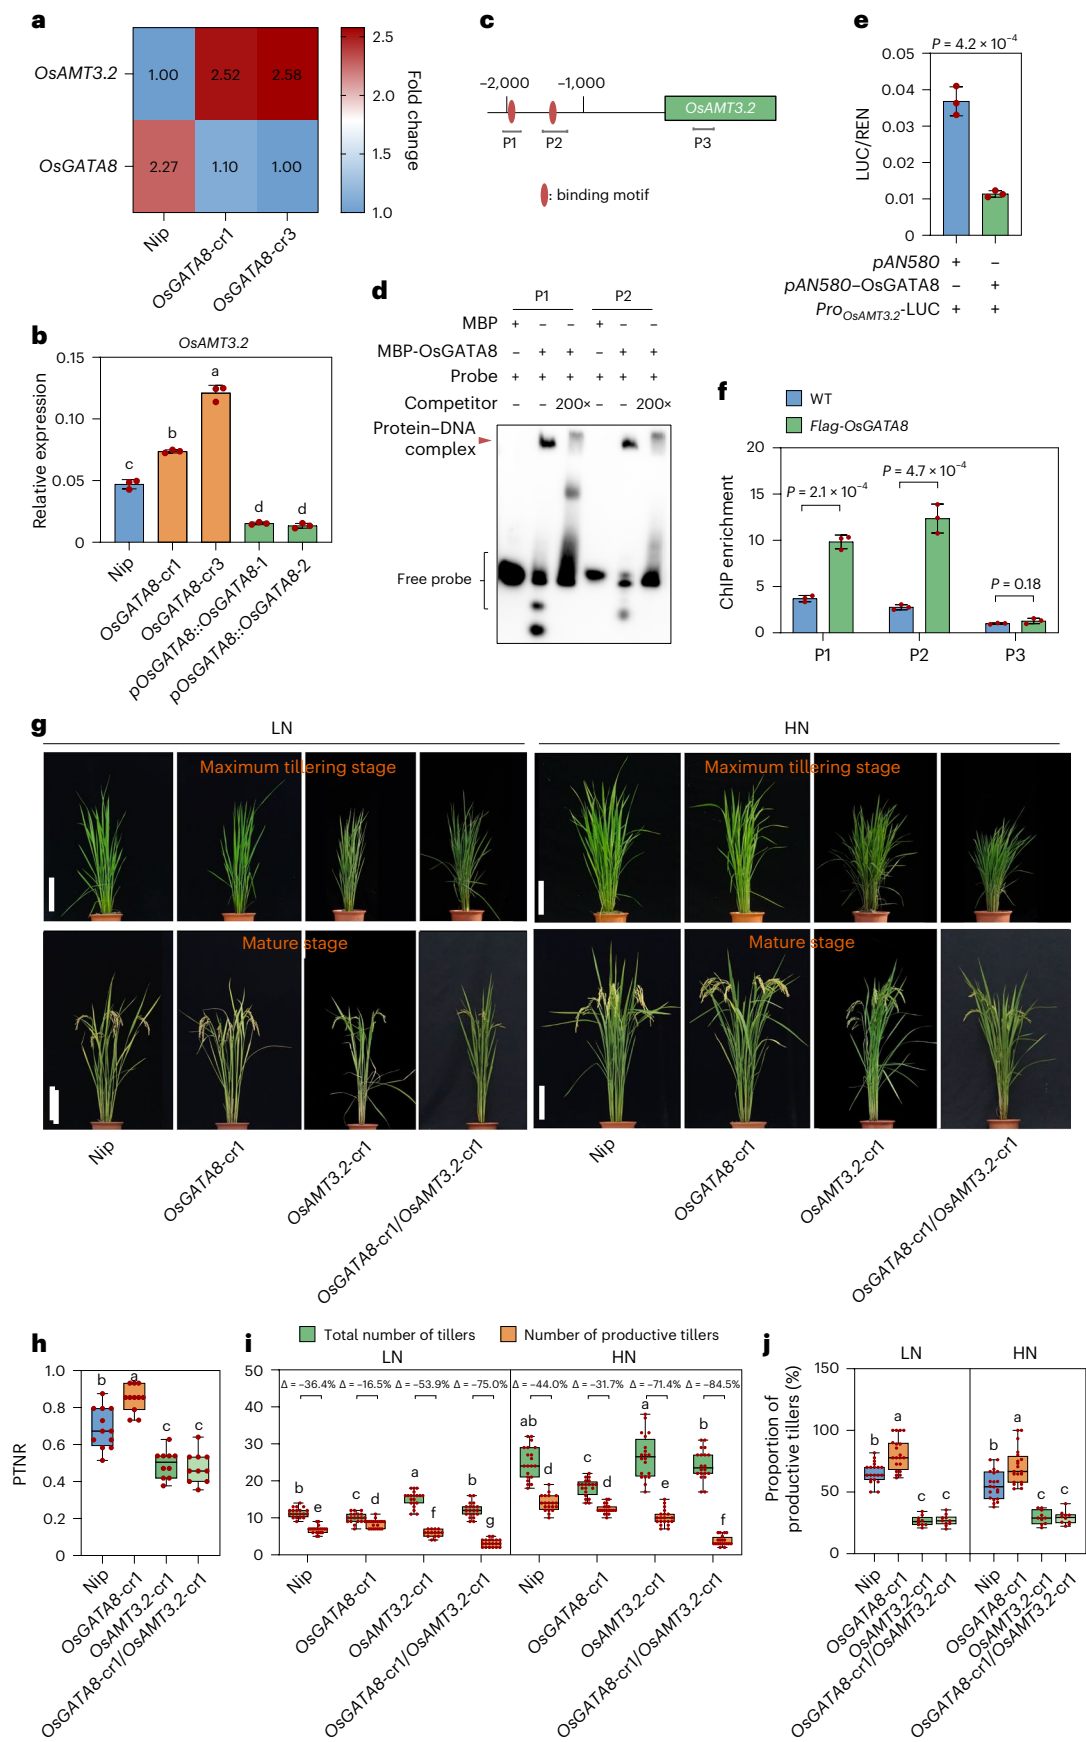 a
OsAMT3.2
1.00 2.52 2.58
OsGATA8
2.27 1.10 1.00
Nip
OsGATA8-cr1
OsGATA8-cr3
2.5
2.0
1.5
1.0
Fold change
b
OsAMT3.2
Relative expression
0.15
0.10
0.05
0
c b a d d
Nip
OsGATA8-cr1
OsGATA8-cr3
pOsGATA8::OsGATA8-1
pOsGATA8::OsGATA8-2
c
–2,000 –1,000
OsAMT3.2
P1 P2 P3
: binding motif
d
P1 P2
MBP + – – + – –
MBP-OsGATA8 – + + – + +
Probe + + + + + +
Competitor – – 200× – – 200×
Protein–DNA
complex
Free probe
e
P = 4.2 × 10⁻⁴
LUC/REN
0.05
0.04
0.03
0.02
0.01
0
pAN580 + –
pAN580–OsGATA8 – +
ProOsAMT3.2-LUC + +
f
WT
Flag-OsGATA8
ChIP enrichment
20
15
10
5
0
P = 2.1 × 10⁻⁴
P = 4.7 × 10⁻⁴
P = 0.18
P1 P2 P3
g
LN HN
Maximum tillering stage Maximum tillering stage
Mature stage Mature stage
Nip
OsGATA8-cr1
OsAMT3.2-cr1
OsGATA8-cr1/OsAMT3.2-cr1
Nip
OsGATA8-cr1
OsAMT3.2-cr1
OsGATA8-cr1/OsAMT3.2-cr1
h
PTNR
1.0
0.8
0.6
0.4
0.2
0
b a c c
Nip
OsGATA8-cr1
OsAMT3.2-cr1
OsGATA8-cr1/OsAMT3.2-cr1
i
Total number of tillers Number of productive tillers
LN HN
50
40
30
20
10
0
Δ = –36.4% Δ = –16.5% Δ = –53.9% Δ = –75.0% Δ = –44.0% Δ = –31.7% Δ = –71.4% Δ = –84.5%
b e c d a f b g ab d c d a e b f
Nip
OsGATA8-cr1
OsAMT3.2-cr1
OsGATA8-cr1/OsAMT3.2-cr1
Nip
OsGATA8-cr1
OsAMT3.2-cr1
OsGATA8-cr1/OsAMT3.2-cr1
j
LN HN
Proportion of
productive tillers (%)
150
100
50
0
b a c c b a c c
Nip
OsGATA8-cr1
OsAMT3.2-cr1
OsGATA8-cr1/OsAMT3.2-cr1
Nip
OsGATA8-cr1
OsAMT3.2-cr1
OsGATA8-cr1/OsAMT3.2-cr1